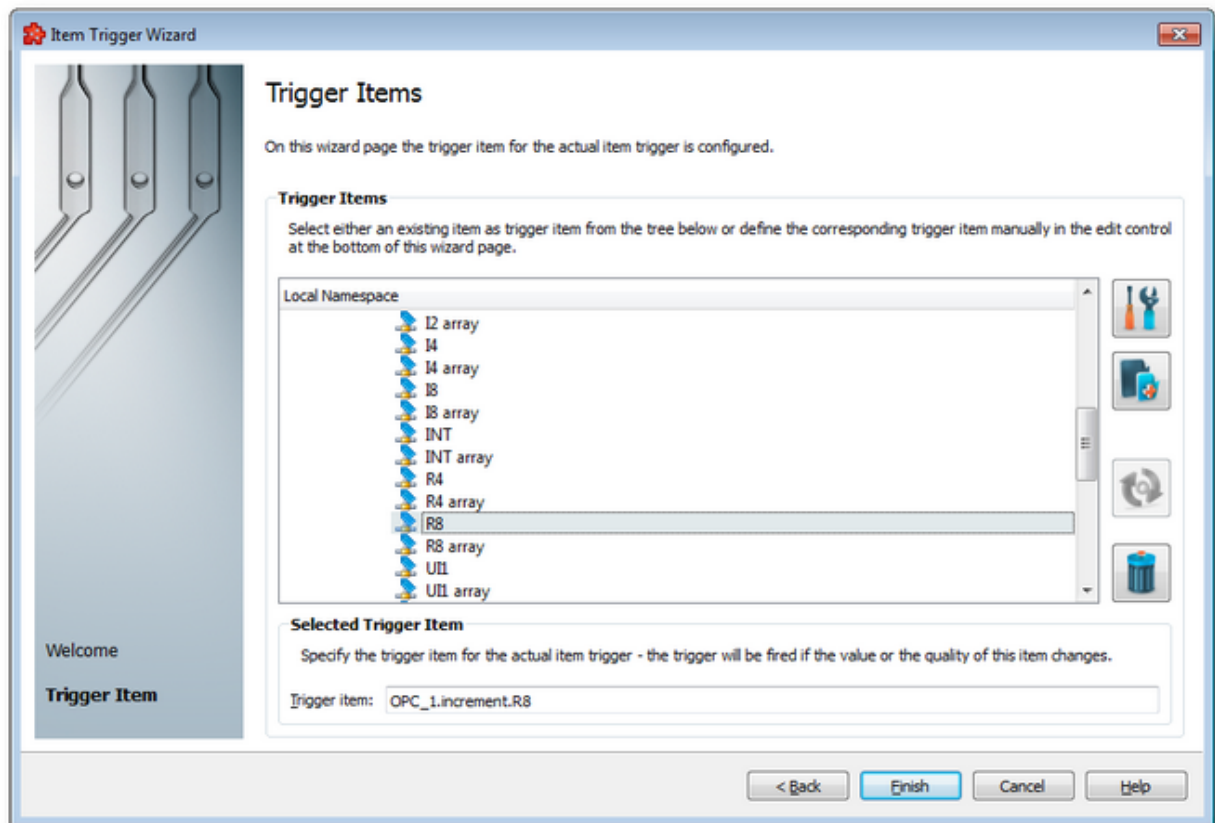 Item Trigger Wizard
Trigger Items
On this wizard page the trigger item for the actual item trigger is configured.
Trigger Items
Select either an existing item as trigger item from the tree below or define the corresponding trigger item manually in the edit control
at the bottom of this wizard page.
Local Namespace
I2 array
I4
I4 array
I8
I8 array
INT
INT array
R4
R4 array
R8
R8 array
UI1
UI1 array
Selected Trigger Item
Specify the trigger item for the actual item trigger - the trigger will be fired if the value or the quality of this item changes.
Trigger item: OPC_1.increment.R8
Welcome
Trigger Item
< Back Finish Cancel Help